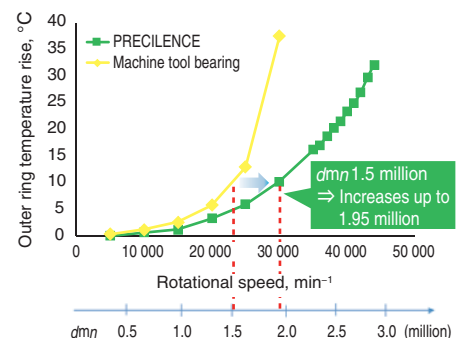 Outer ring temperature rise, °C
40
35
30
25
20
15
10
5
0
PRECILENCE
Machine tool bearing
dmn 1.5 million
⇒ Increases up to
1.95 million
0 10 000 20 000 30 000 40 000 50 000
Rotational speed, min⁻¹
dmn 0.5 1.0 1.5 2.0 2.5 3.0 (million)